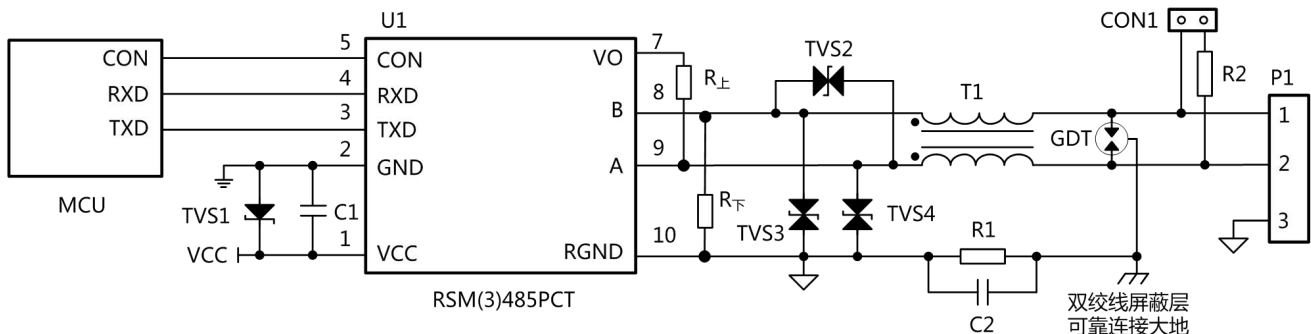 U1
CON1
MCU
CON
RXD
TXD
5
4
3
2
1
CON
RXD
TXD
GND
VCC
VO
B
A
RGND
7
8
9
10
RSM(3)485PCT
TVS1
C1
VCC
R上
R下
TVS2
TVS3
TVS4
T1
GDT
R1
C2
R2
P1
1
2
3
双绞线屏蔽层
可靠连接大地